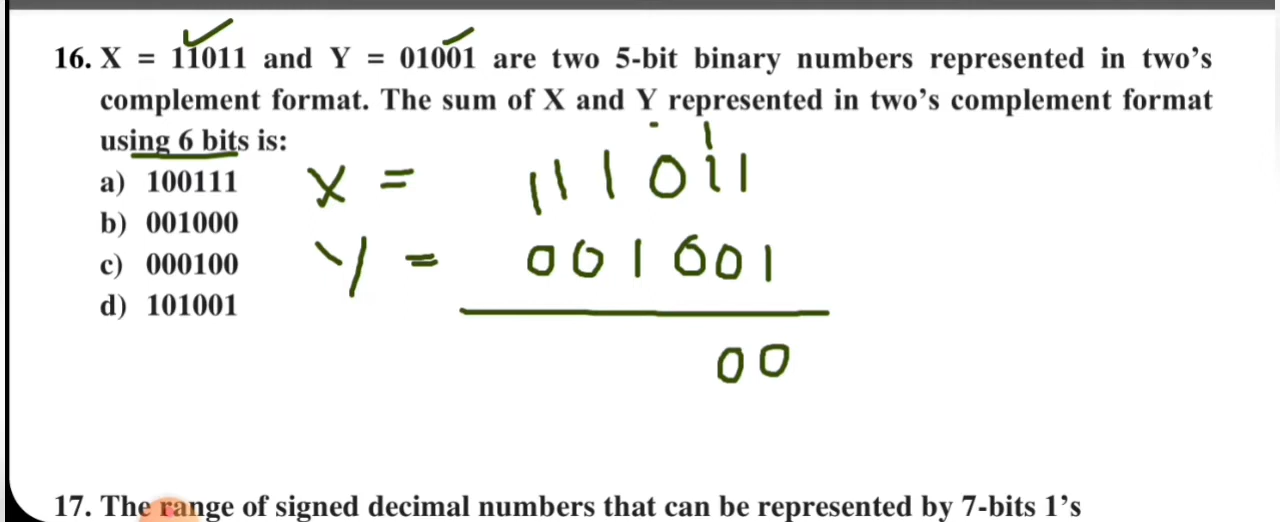 16. X = 11011 and Y = 01001 are two 5-bit binary numbers represented in two's
complement format. The sum of X and Y represented in two's complement format
using 6 bits is:
a) 100111
b) 001000
c) 000100
d) 101001
1
X = 111011
Y = 001001
00
17. The range of signed decimal numbers that can be represented by 7-bits 1's